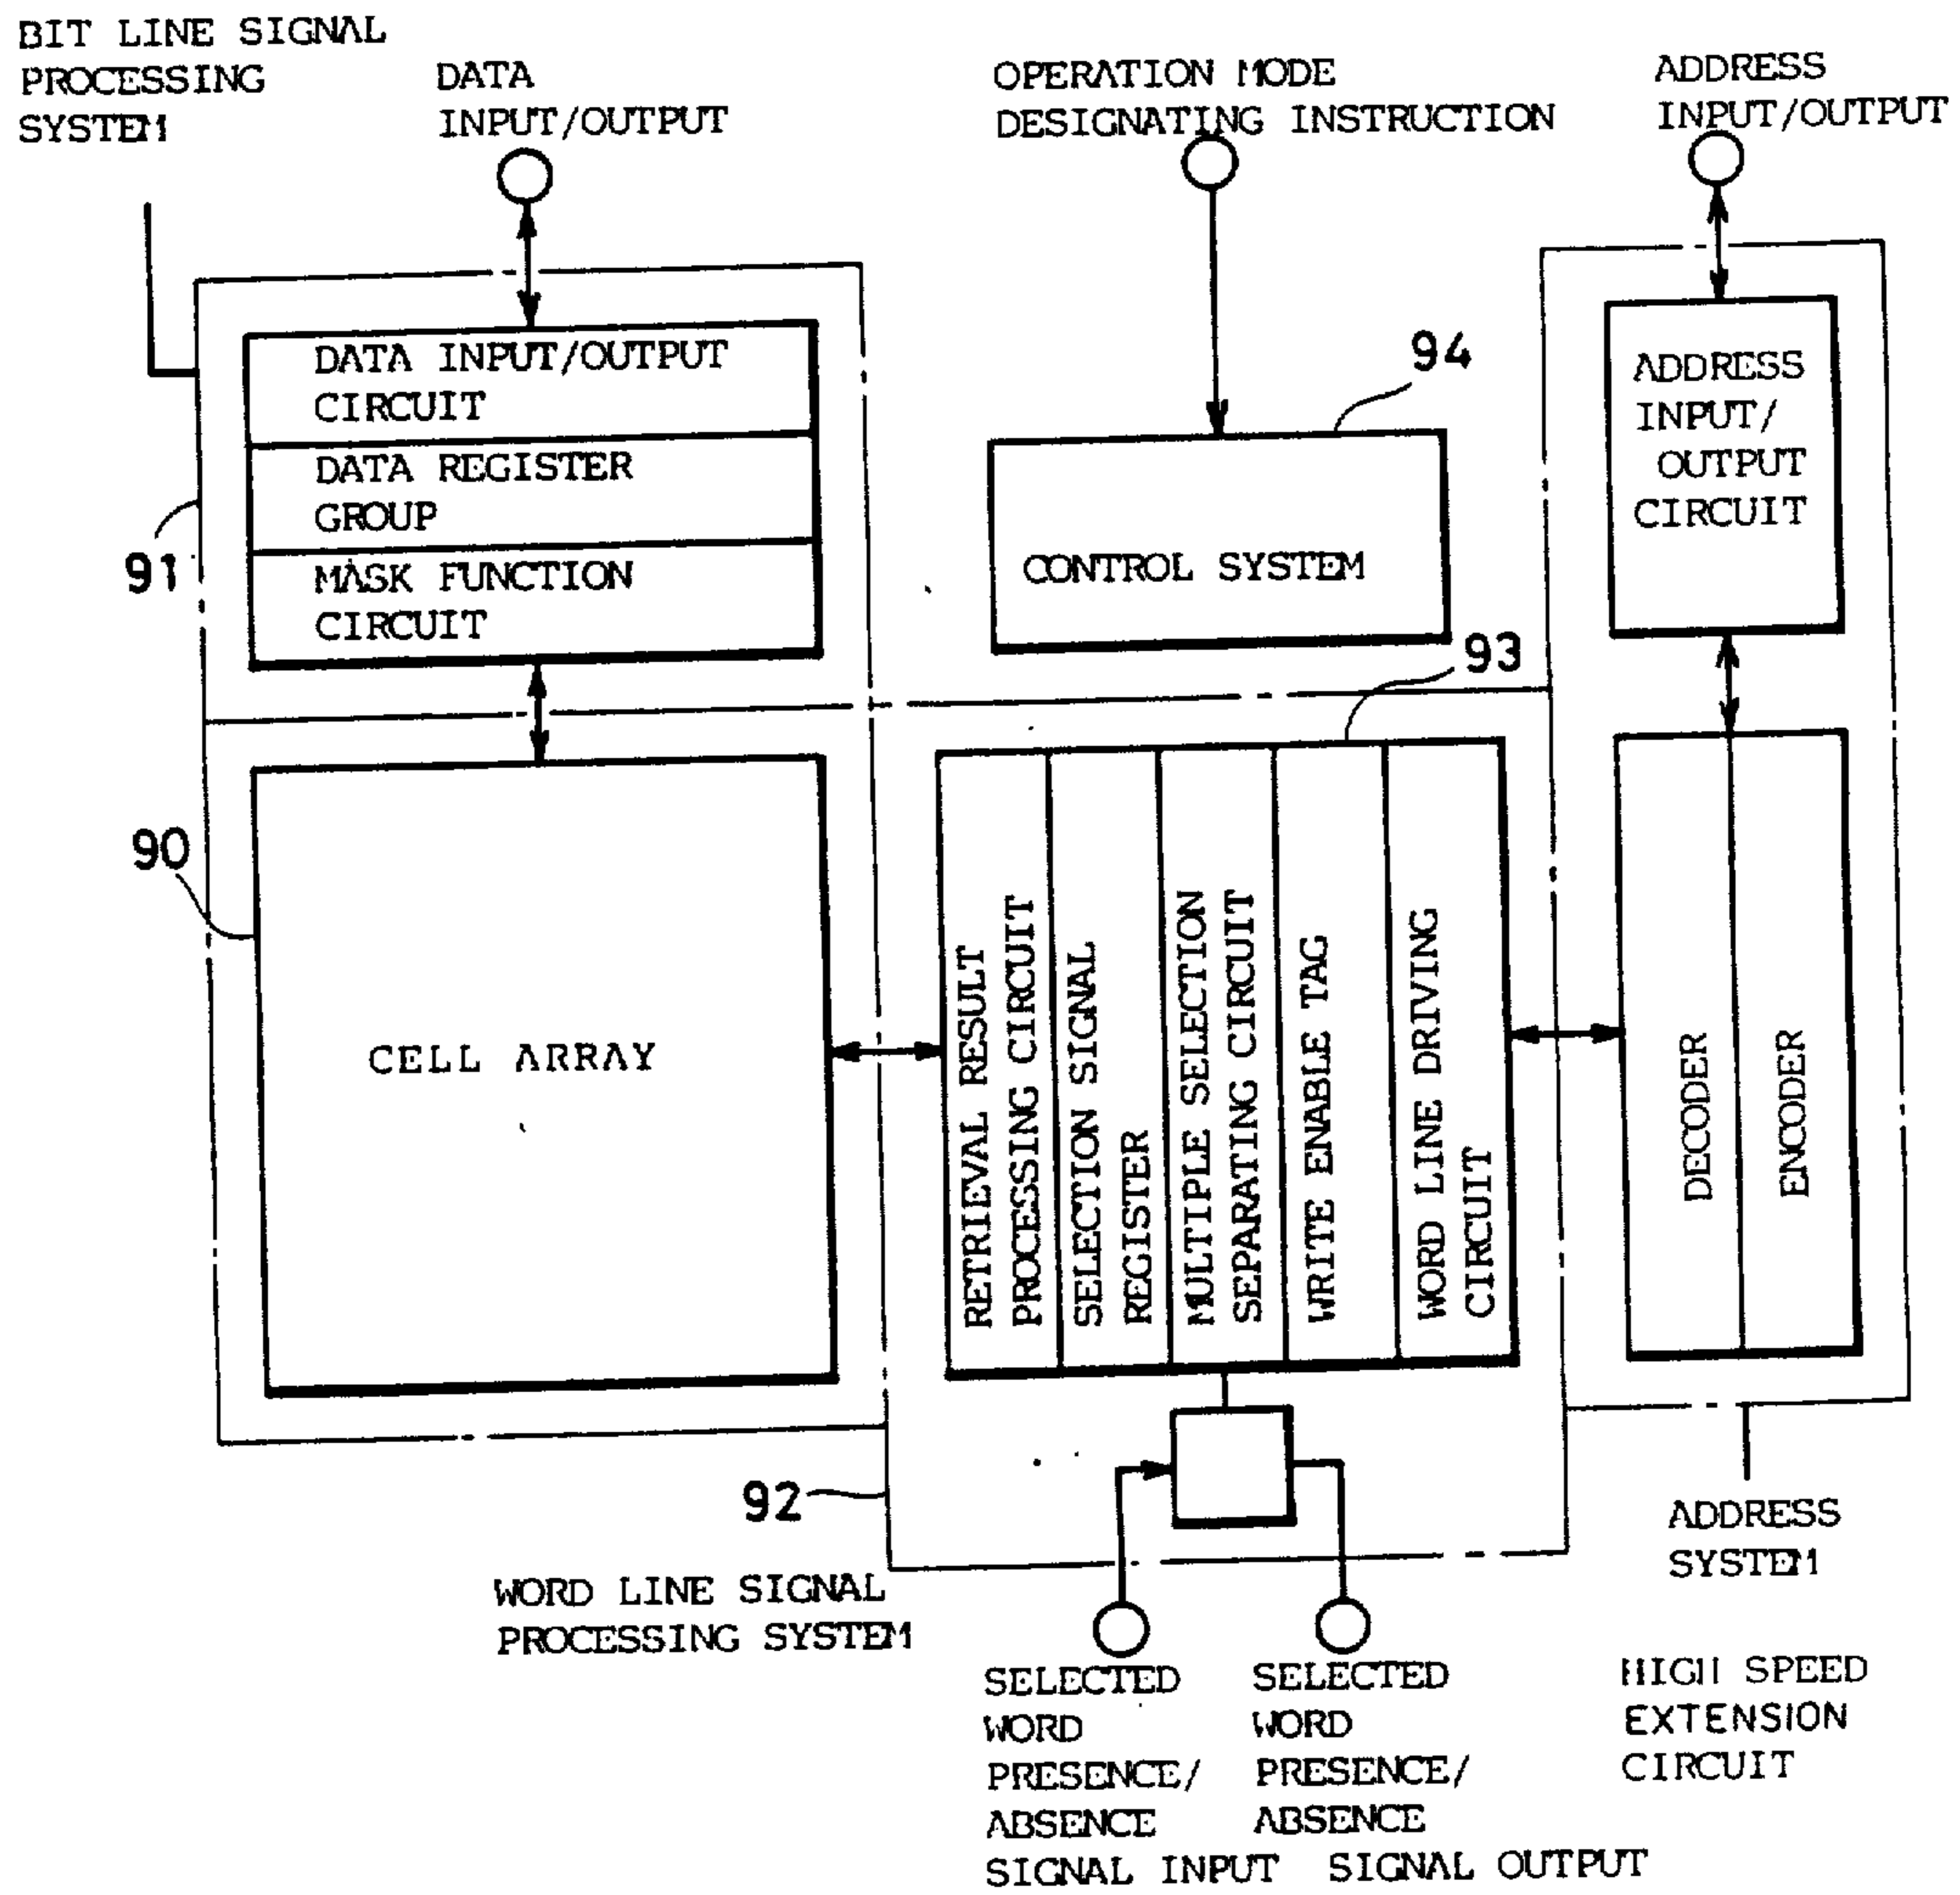 BIT LINE SIGNAL
PROCESSING
SYSTEM
DATA
INPUT/OUTPUT
OPERATION MODE
DESIGNATING INSTRUCTION
ADDRESS
INPUT/OUTPUT
DATA INPUT/OUTPUT
CIRCUIT
DATA REGISTER
GROUP
MASK FUNCTION
CIRCUIT
91
94
CONTROL SYSTEM
ADDRESS
INPUT/
OUTPUT
CIRCUIT
93
90
CELL ARRAY
RETRIEVAL RESULT
PROCESSING CIRCUIT
SELECTION SIGNAL
REGISTER
MULTIPLE SELECTION
SEPARATING CIRCUIT
WRITE ENABLE TAG
WORD LINE DRIVING
CIRCUIT
DECODER
ENCODER
92
WORD LINE SIGNAL
PROCESSING SYSTEM
ADDRESS
SYSTEM
SELECTED
WORD
PRESENCE/
ABSENCE
SIGNAL INPUT
SELECTED
WORD
PRESENCE/
ABSENCE
SIGNAL OUTPUT
HIGH SPEED
EXTENSION
CIRCUIT